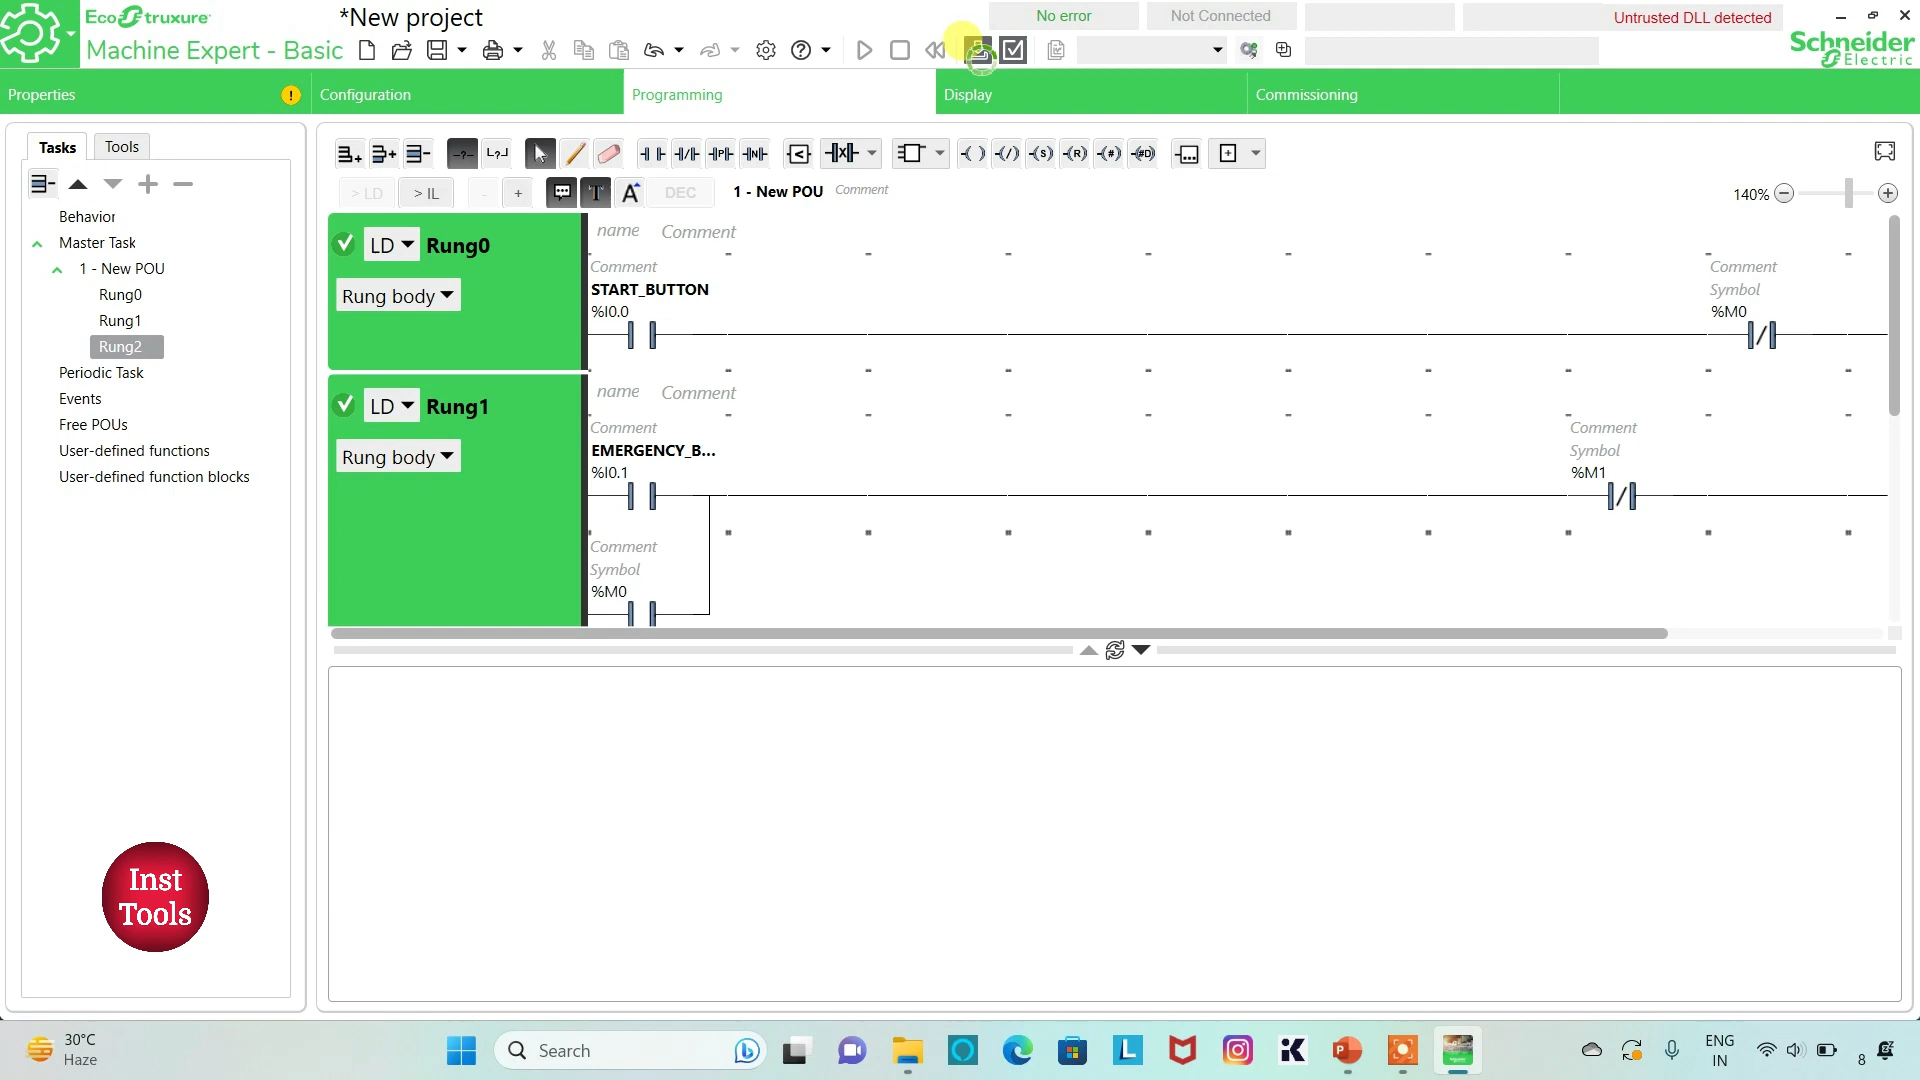 EcoStruxure
Machine Expert - Basic
*New project
No error
Not Connected
Untrusted DLL detected
Schneider
Electric
Properties
Configuration
Programming
Display
Commissioning
Tasks
Tools
Behavior
Master Task
1 - New POU
Rung0
Rung1
Rung2
Periodic Task
Events
Free POUs
User-defined functions
User-defined function blocks
> LD
> IL
-
+
T
A
DEC
1 - New POU
Comment
140%
LD
Rung0
Rung body
name
Comment
Comment
START_BUTTON
%I0.0
Comment
Symbol
%M0
LD
Rung1
Rung body
name
Comment
Comment
EMERGENCY_B...
%I0.1
Comment
Symbol
%M1
Comment
Symbol
%M0
Inst
Tools
30°C
Haze
Search
ENG
IN
8